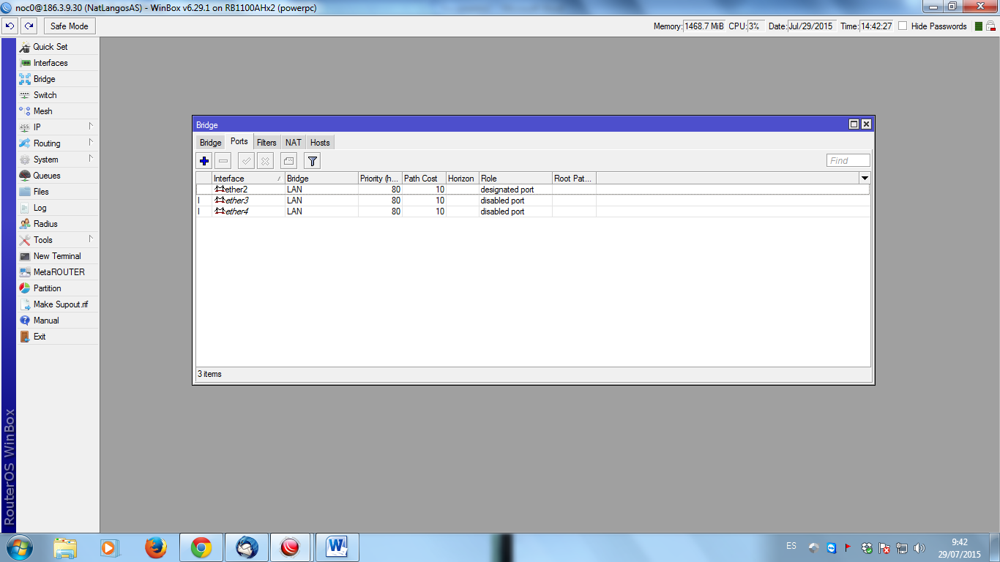 noc0@186.3.9.30 (NatLangosAS) - WinBox v6.29.1 on RB1100AHx2 (powerpc)
Safe Mode
Memory: 1468.7 MiB CPU: 3% Date: Jul/29/2015 Time: 14:42:27 Hide Passwords
Quick Set
Interfaces
Bridge
Switch
Mesh
IP
Routing
System
Queues
Files
Log
Radius
Tools
New Terminal
MetaROUTER
Partition
Make Supout.rif
Manual
Exit
RouterOS WinBox
Bridge
Bridge Ports Filters NAT Hosts
Find
Interface Bridge Priority (h... Path Cost Horizon Role Root Pat...
ether2 LAN 80 10 designated port
I ether3 LAN 80 10 disabled port
I ether4 LAN 80 10 disabled port
3 items
ES
9:42
29/07/2015